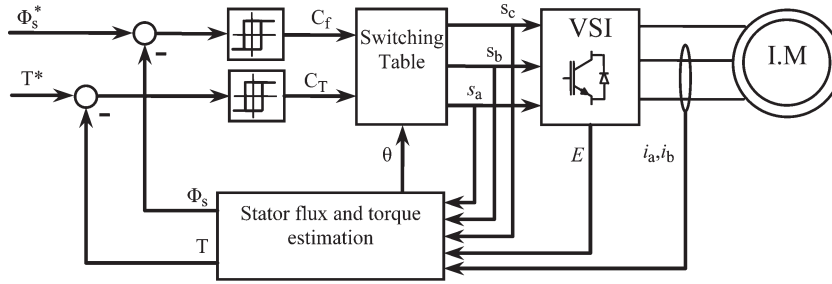 Φs*
Cf
Switching
Table
sc
VSI
I.M
T*
CT
sb
sa
θ
E
ia,ib
Φs
T
Stator flux and torque
estimation